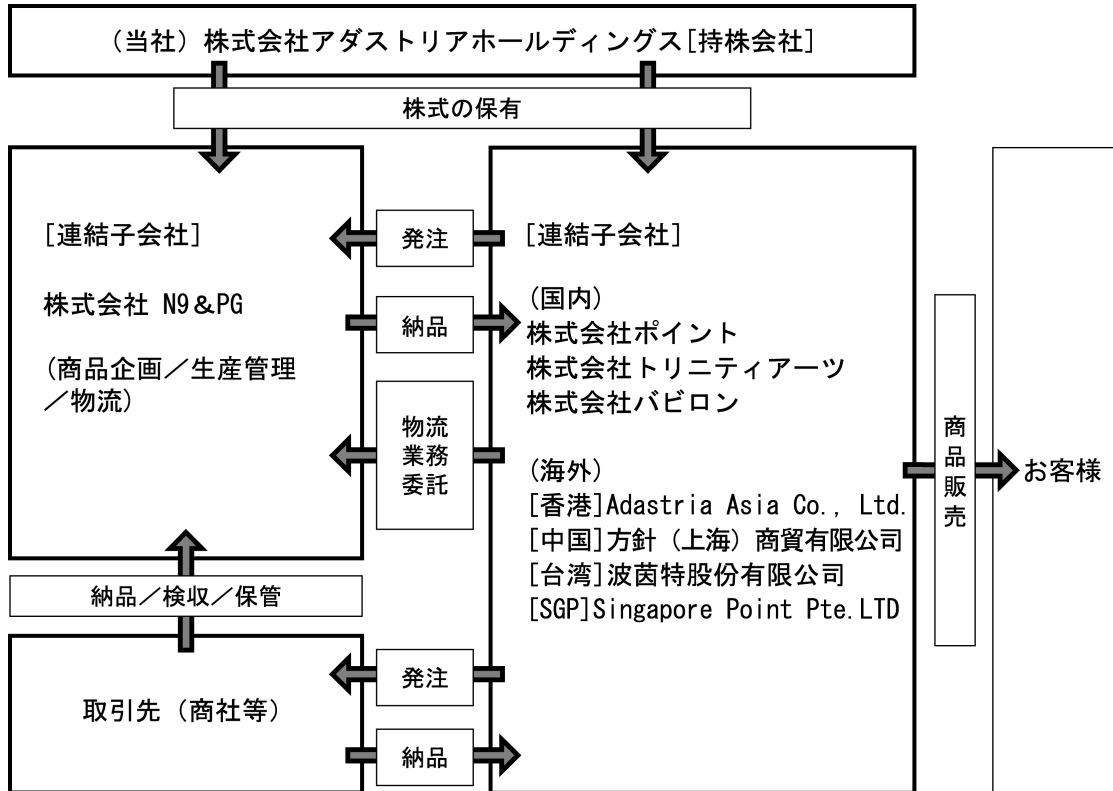 （当社）株式会社アダストリアホールディングス[持株会社]
株式の保有
[連結子会社]
株式会社 N9＆PG
（商品企画／生産管理
／物流）
発注
納品
物流
業務
委託
[連結子会社]
（国内）
株式会社ポイント
株式会社トリニティアーツ
株式会社バビロン
（海外）
[香港]Adastria Asia Co., Ltd.
[中国]方針（上海）商貿有限公司
[台湾]波茵特股份有限公司
[SGP]Singapore Point Pte.LTD
商品販売
お客様
納品／検収／保管
取引先（商社等）
発注
納品